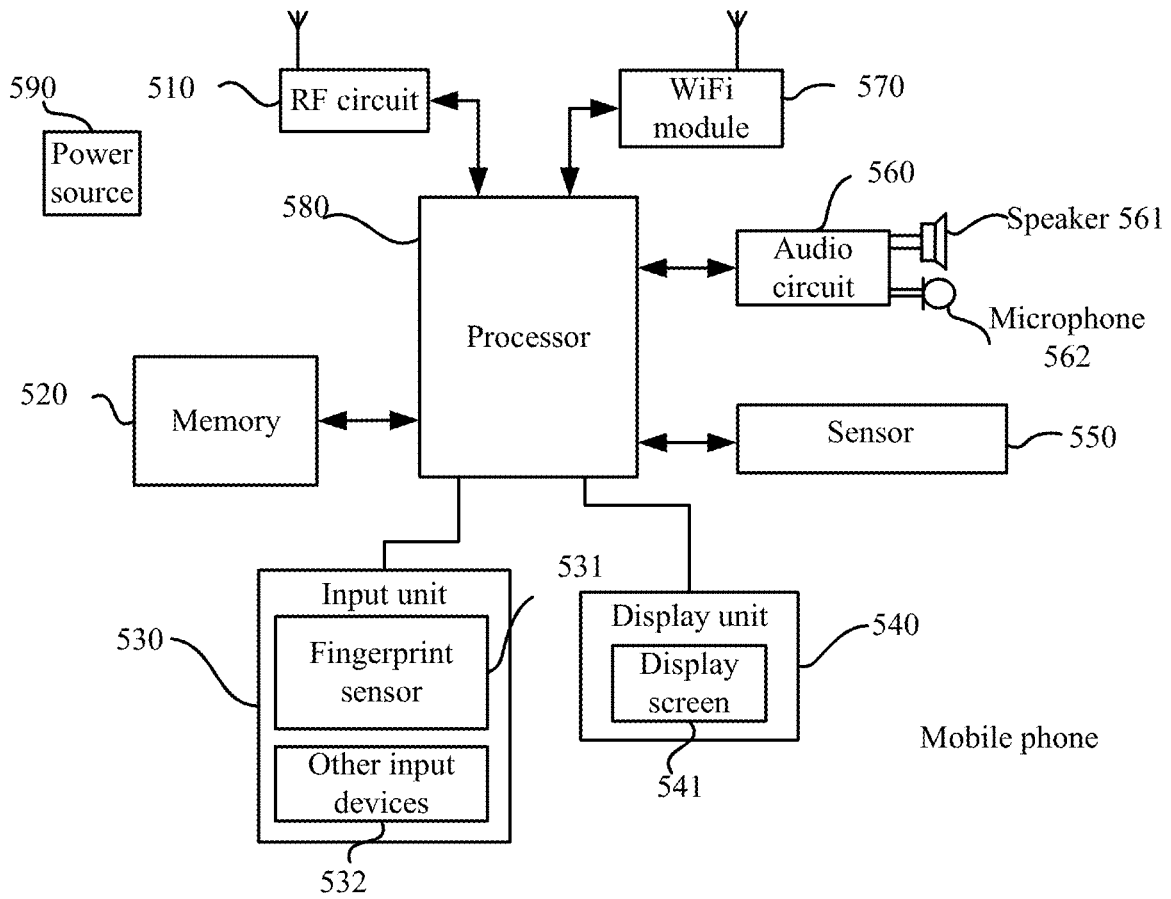 590
510
RF circuit
WiFi
module
570
Power
source
580
560
Speaker 561
Audio
circuit
Microphone
562
Processor
520
Memory
Sensor
550
531
Input unit
530
Fingerprint
sensor
Display unit
540
Display
screen
541
Other input
devices
532
Mobile phone